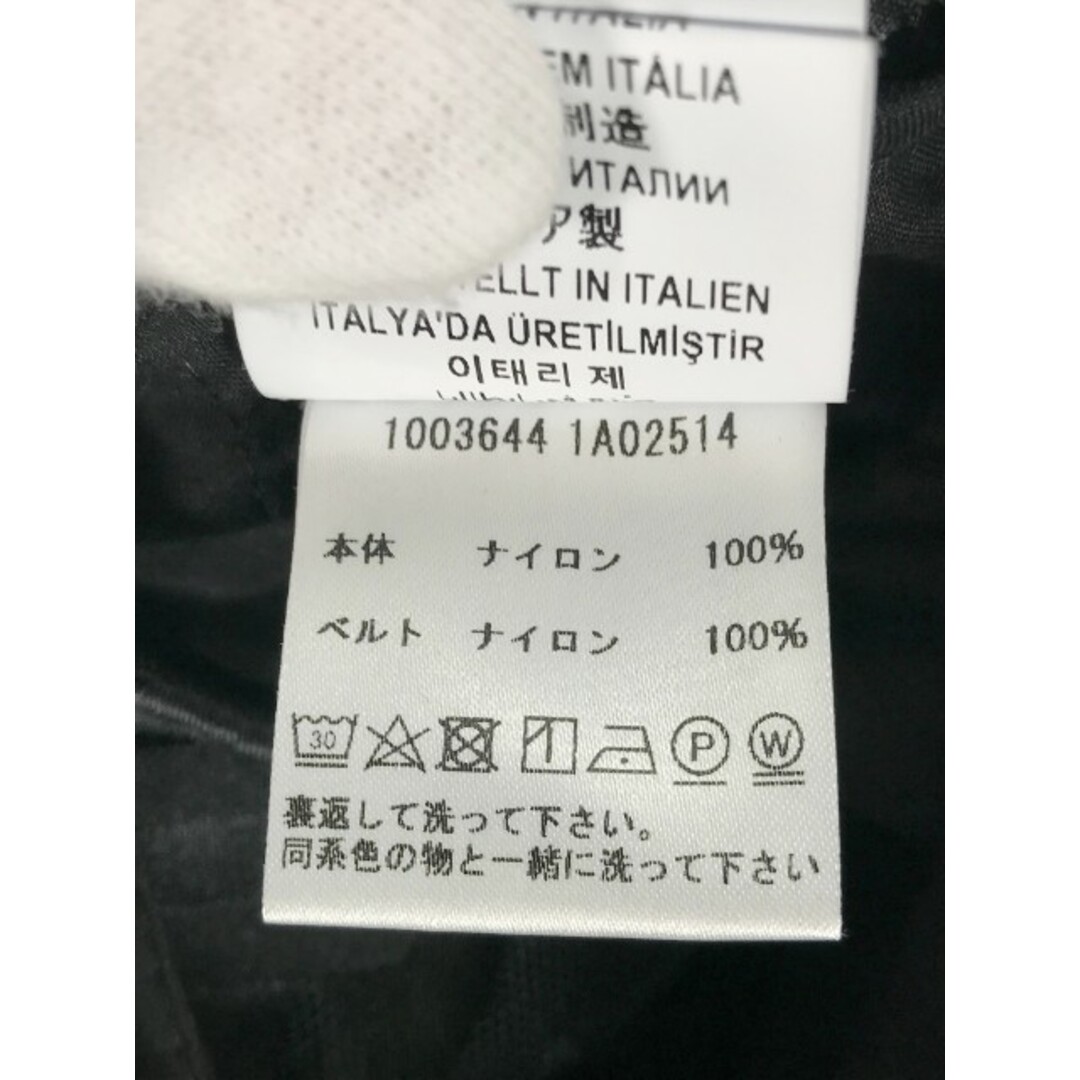 EM ITÁLIA
制造
ИТАЛИИ
ア製
ELLT IN ITALIEN
ITALYA'DA ÜRETİLMİŞTİR
이태리 제
1003644 1A02514
本体 ナイロン 100%
ベルト ナイロン 100%
30 P W
裏返して洗って下さい。
同系色の物と一緒に洗って下さい